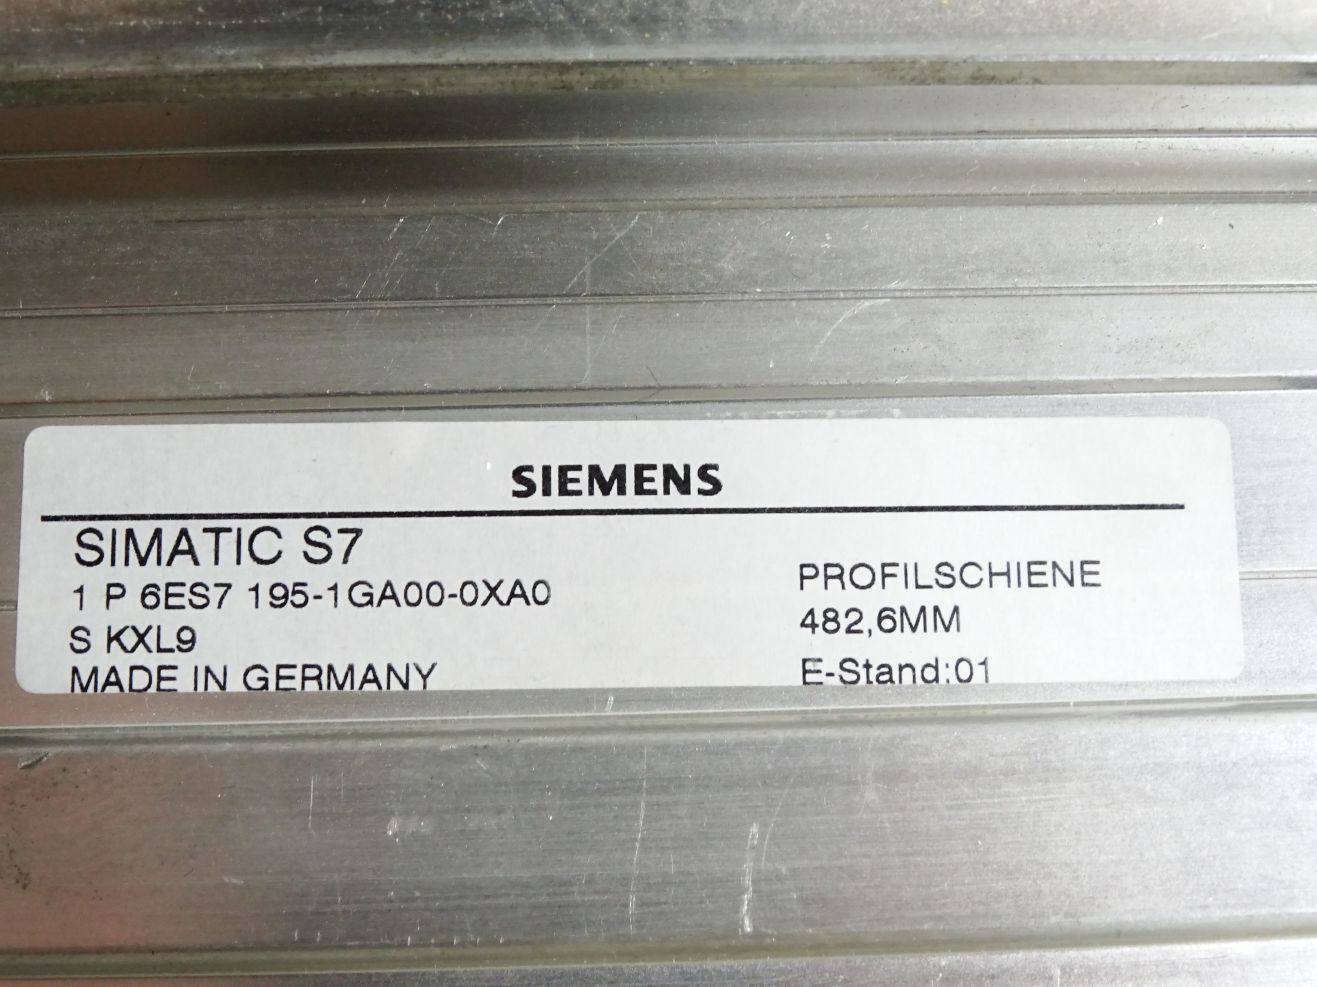 SIEMENS
SIMATIC S7
1 P 6ES7 195-1GA00-0XA0
S KXL9
MADE IN GERMANY
PROFILSCHIENE
482,6MM
E-Stand:01